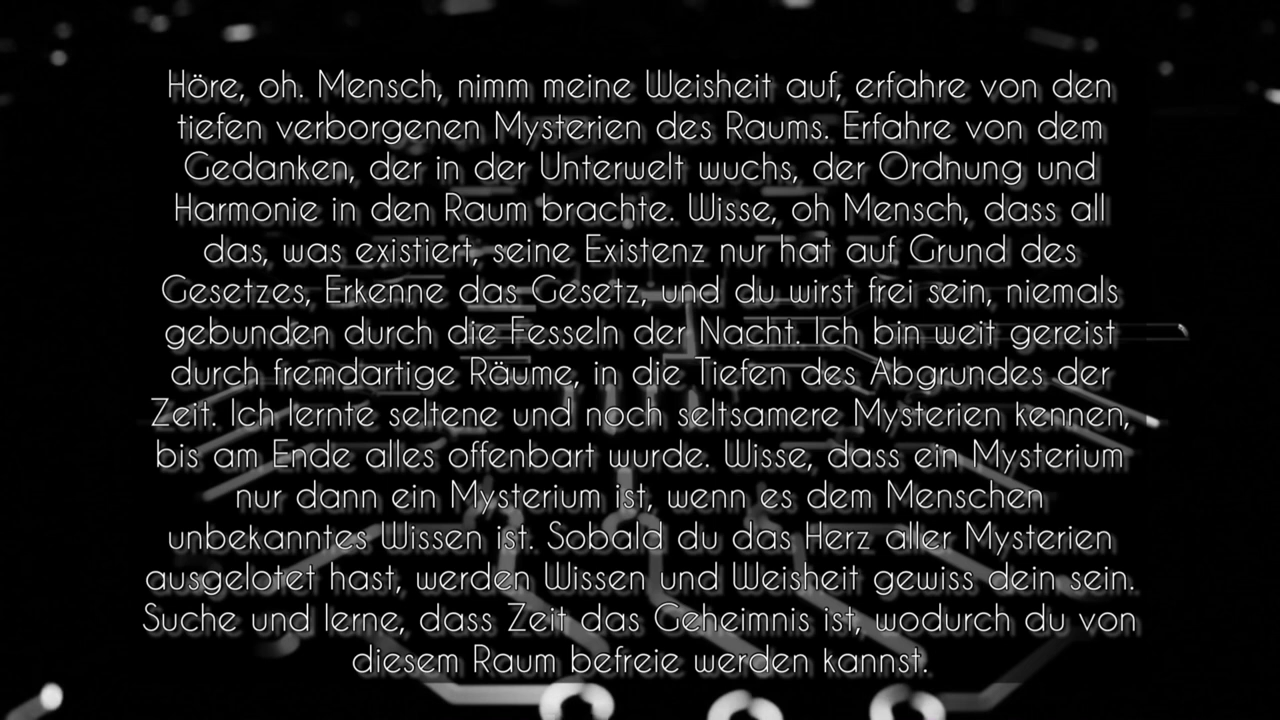 Höre, oh. Mensch, nimm meine Weisheit auf, erfahre von den
tiefen verborgenen Mysterien des Raums. Erfahre von dem
Gedanken, der in der Unterwelt wuchs, der Ordnung und
Harmonie in den Raum brachte. Wisse, oh Mensch, dass all
das, was existiert, seine Existenz nur hat auf Grund des
Gesetzes, Erkenne das Gesetz, und du wirst frei sein, niemals
gebunden durch die Fesseln der Nacht. Ich bin weit gereist
durch fremdartige Räume, in die Tiefen des Abgrundes der
Zeit. Ich lernte seltene und noch seltsamere Mysterien kennen,
bis am Ende alles offenbart wurde. Wisse, dass ein Mysterium
nur dann ein Mysterium ist, wenn es dem Menschen
unbekanntes Wissen ist. Sobald du das Herz aller Mysterien
ausgelotet hast, werden Wissen und Weisheit gewiss dein sein.
Suche und lerne, dass Zeit das Geheimnis ist, wodurch du von
diesem Raum befreie werden kannst.